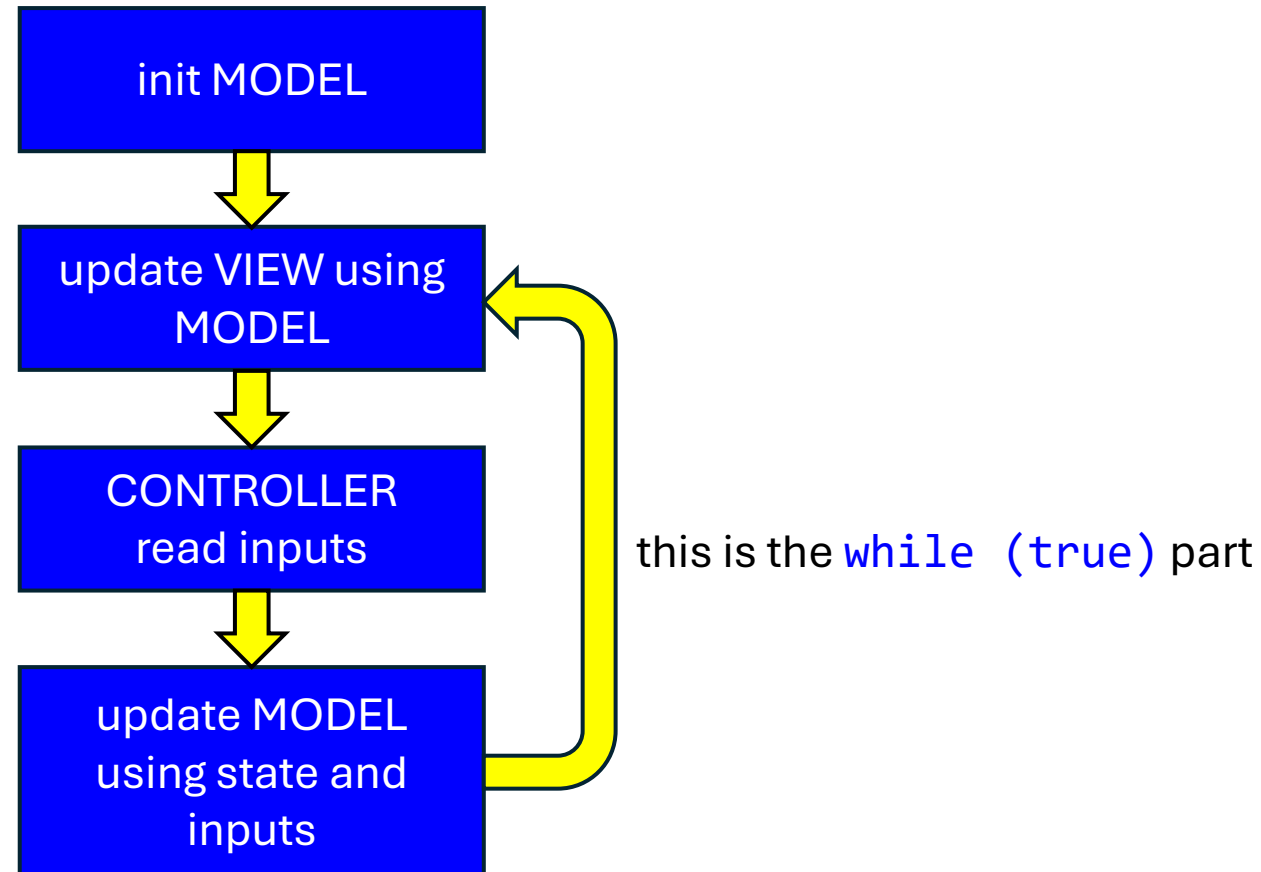 init MODEL
update VIEW using
MODEL
CONTROLLER
read inputs
this is the while (true) part
update MODEL
using state and
inputs